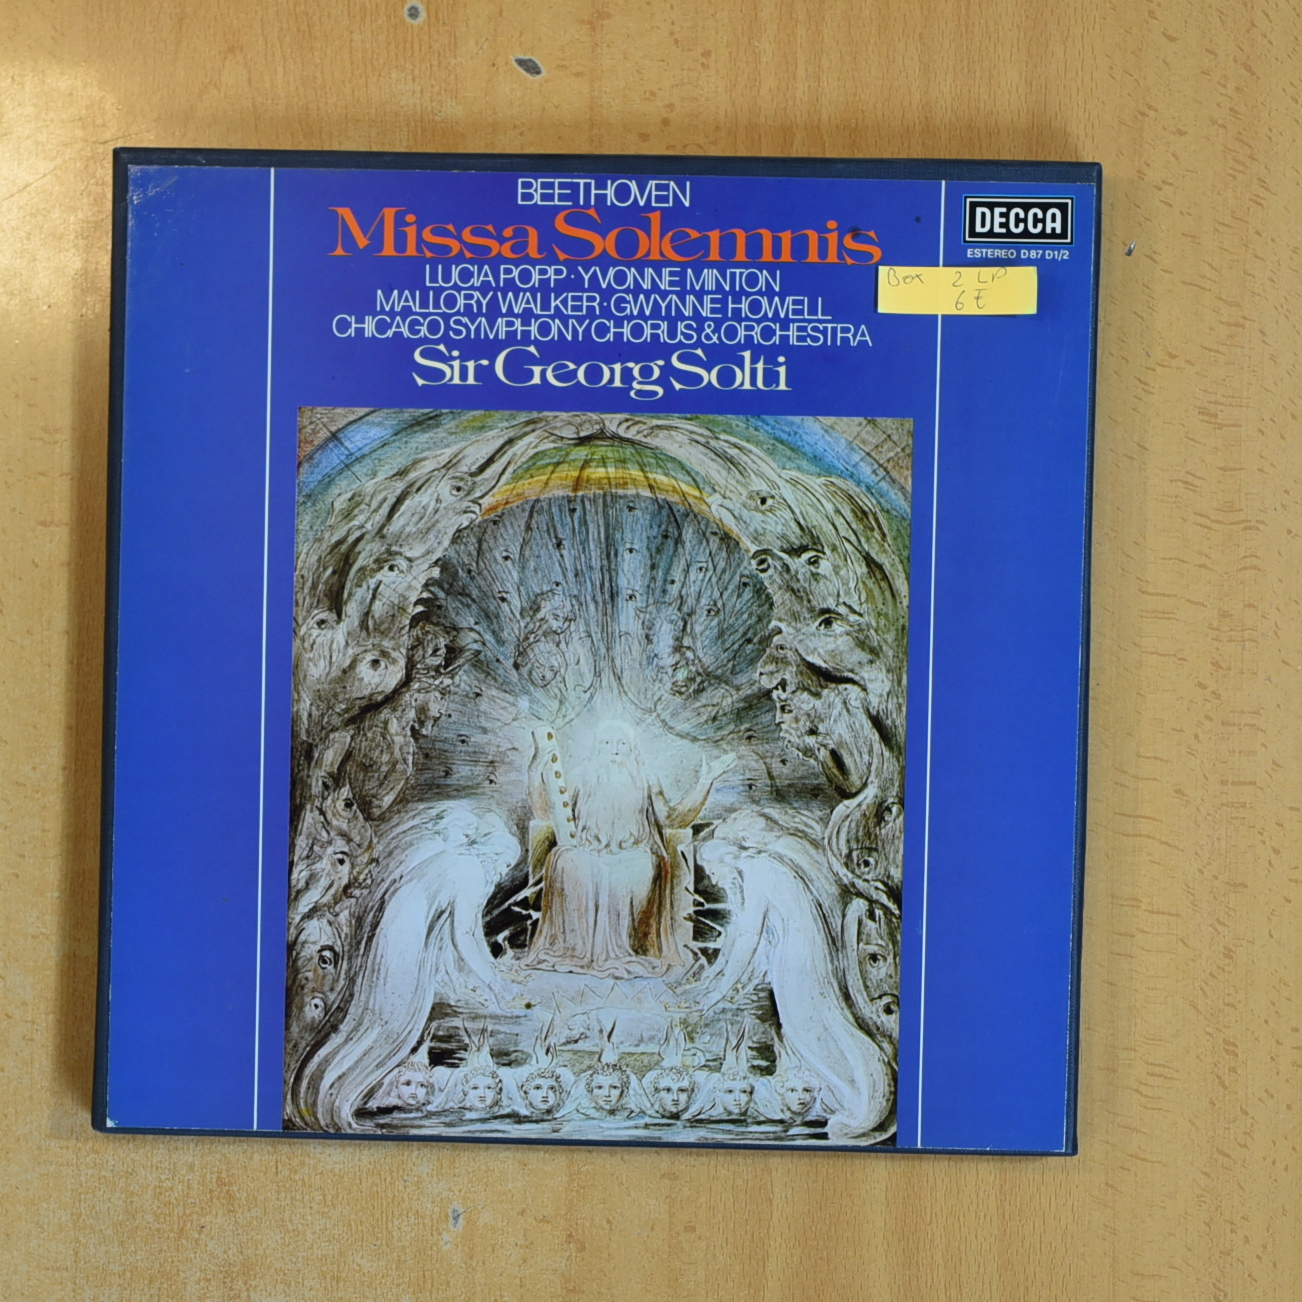 BEETHOVEN
Missa Solemnis
LUCIA POPP · YVONNE MINTON
MALLORY WALKER · GWYNNE HOWELL
CHICAGO SYMPHONY CHORUS & ORCHESTRA
Sir Georg Solti
DECCA
ESTEREO D 87 D1/2
Box 2 LP
6 €